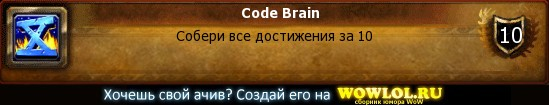 Code Brain
Собери все достижения за 10
10
X
Хочешь свой ачив? Создай его на WOWLOL.RU
сборник юмора WoW